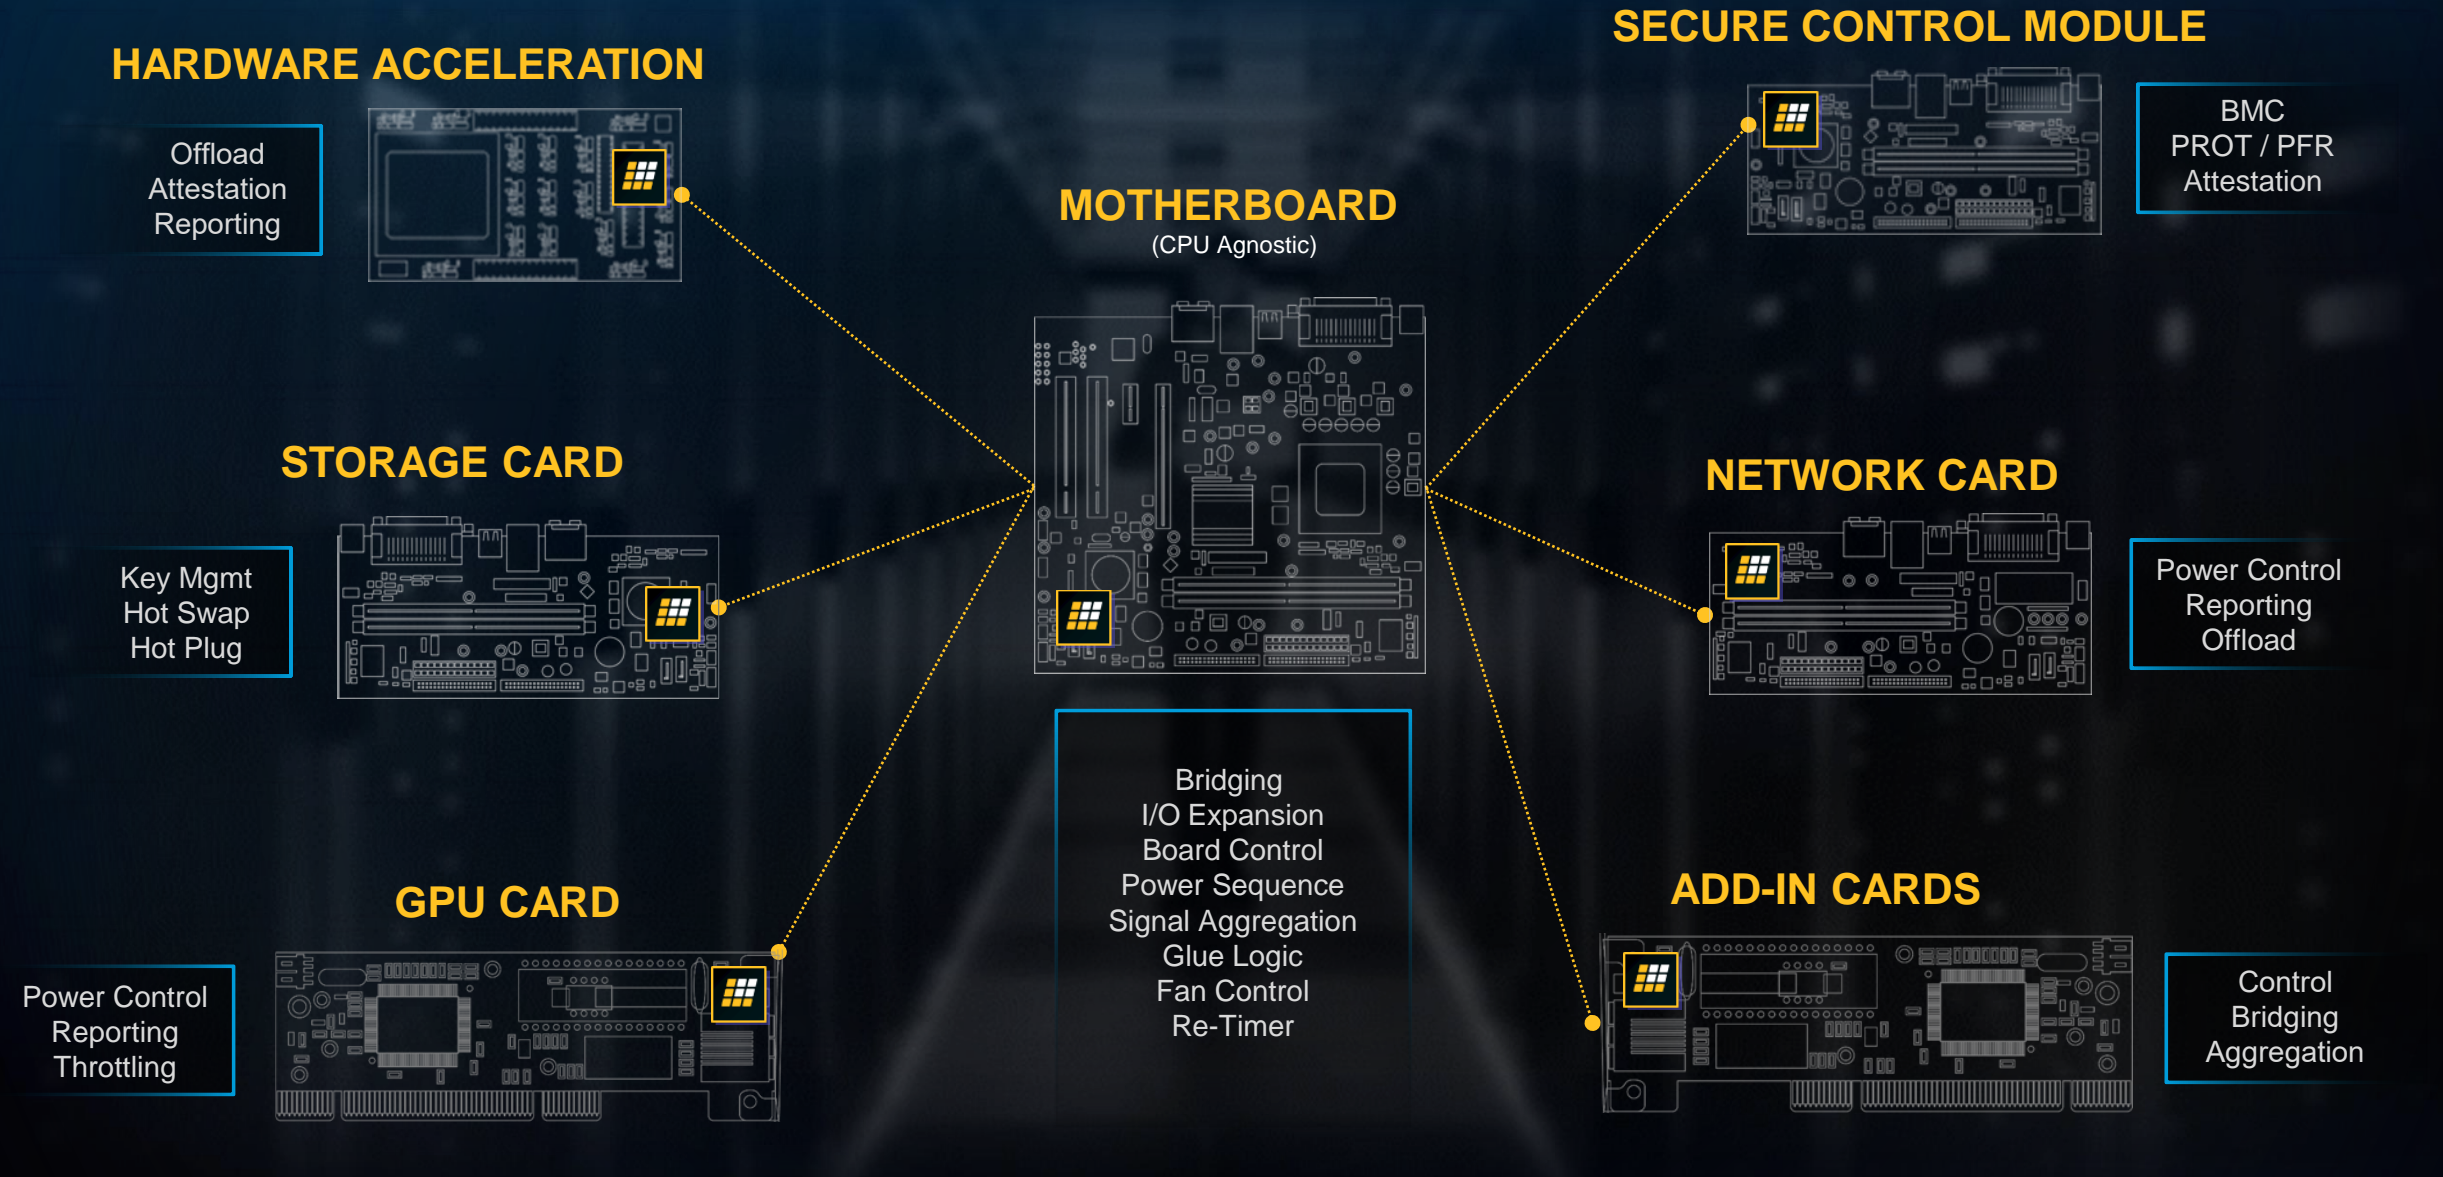 HARDWARE ACCELERATION
Offload
Attestation
Reporting
STORAGE CARD
Key Mgmt
Hot Swap
Hot Plug
GPU CARD
Power Control
Reporting
Throttling
MOTHERBOARD
(CPU Agnostic)
Bridging
I/O Expansion
Board Control
Power Sequence
Signal Aggregation
Glue Logic
Fan Control
Re-Timer
SECURE CONTROL MODULE
BMC
PROT / PFR
Attestation
NETWORK CARD
Power Control
Reporting
Offload
ADD-IN CARDS
Control
Bridging
Aggregation